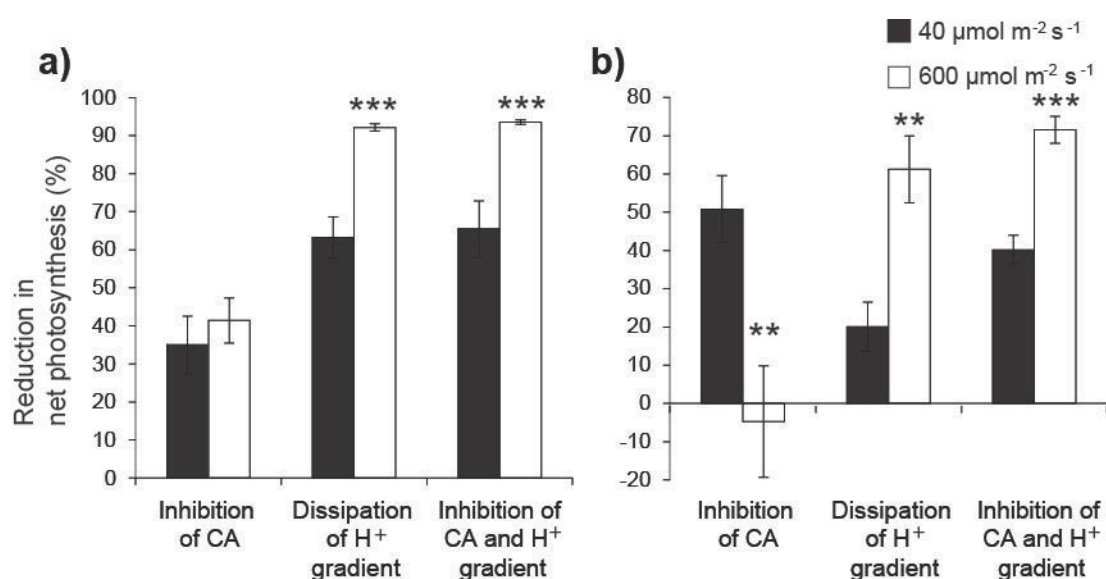 40 µmol m⁻² s⁻¹
600 µmol m⁻² s⁻¹
a)
Reduction in
net photosynthesis (%)
100
90
80
70
60
50
40
30
20
10
0
***
***
Inhibition
of CA
Dissipation
of H⁺
gradient
Inhibition of
CA and H⁺
gradient
b)
80
70
60
50
40
30
20
10
0
-10
-20
**
**
***
Inhibition
of CA
Dissipation
of H⁺
gradient
Inhibition of
CA and H⁺
gradient